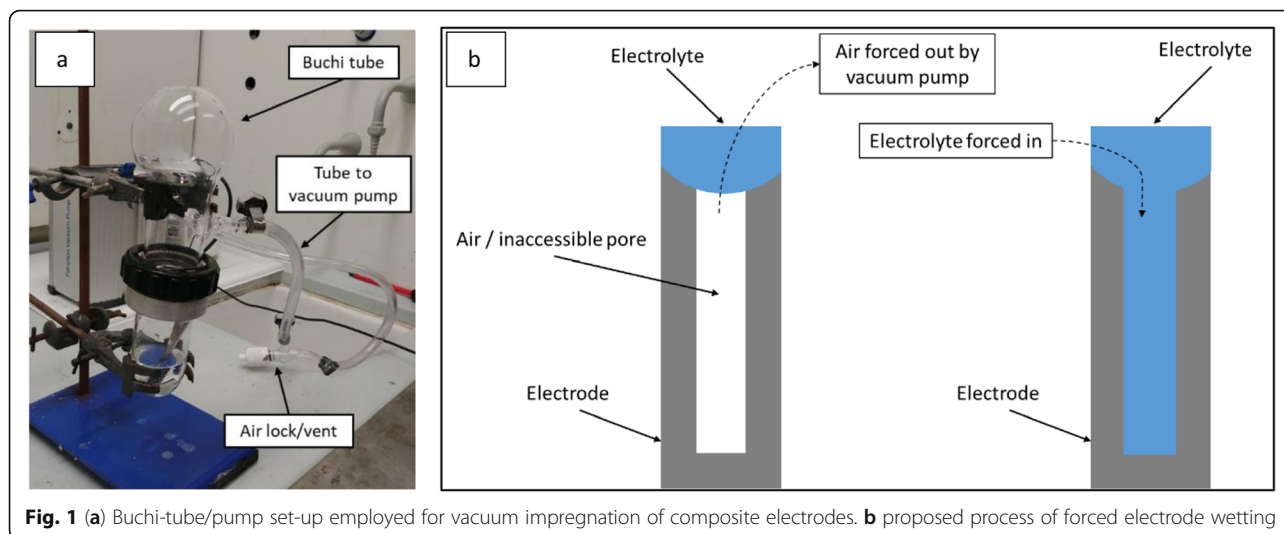 a
Buchi tube
Tube to
vacuum pump
Air lock/vent
b
Electrolyte
Air forced out by
vacuum pump
Electrolyte
Electrolyte forced in
Air / inaccessible pore
Electrode
Electrode
Fig. 1 (a) Buchi-tube/pump set-up employed for vacuum impregnation of composite electrodes. b proposed process of forced electrode wetting